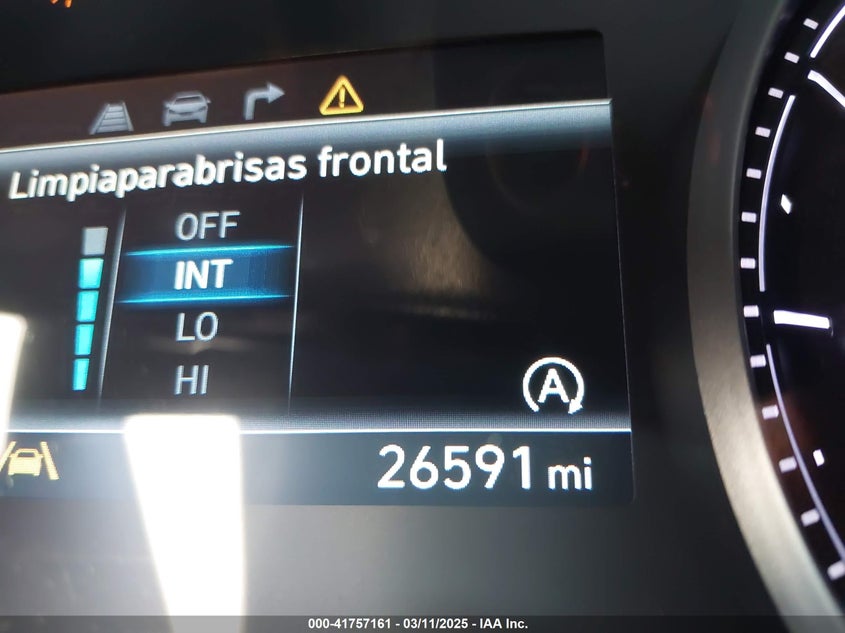 Limpiaparabrisas frontal
OFF
INT
LO
HI
A
26591 mi
000-41757161 - 03/11/2025 - IAA Inc.